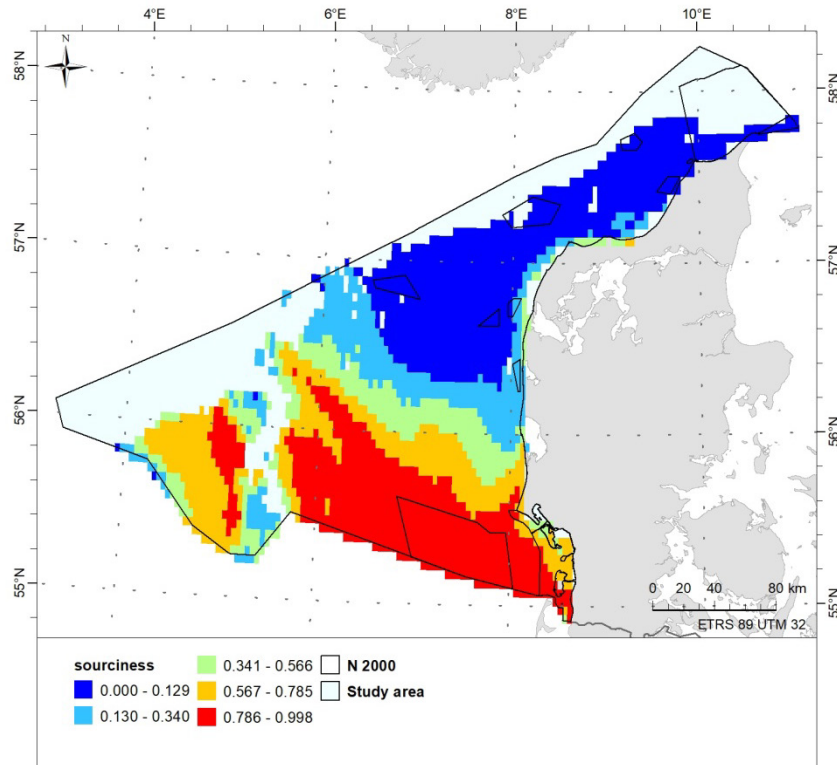 4°E 6°E 8°E 10°E
N
58°N 58°N
57°N 57°N
56°N 56°N
55°N 55°N
0 20 40 80 km
ETRS 89 UTM 32
sourciness 0.341 - 0.566 N 2000
0.000 - 0.129 0.567 - 0.785 Study area
0.130 - 0.340 0.786 - 0.998